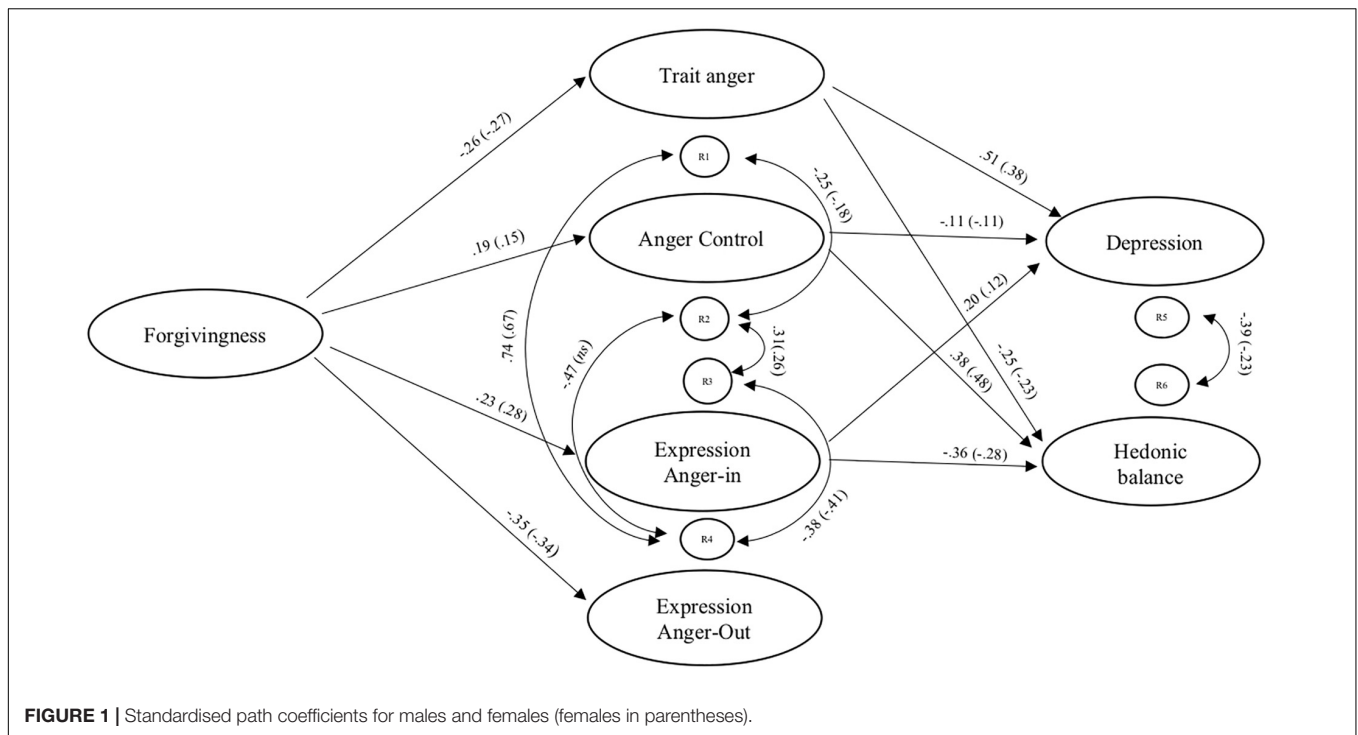 Trait anger
-.26 (-.27)
R1
.51 (.38)
-.25 (-.18)
.19 (.15)
Anger Control
-.11 (-.11)
Depression
.20 (.12)
Forgivingness
.74 (.67)
R2
R5
-.47 (ns)
.31(.26)
.38 (.48)
-.25 (-.23)
-.39 (-.23)
R3
R6
.23 (.28)
Expression
Anger-in
-.36 (-.28)
Hedonic
balance
-.35 (-.34)
-.38 (-.41)
R4
Expression
Anger-Out
FIGURE 1 | Standardised path coefficients for males and females (females in parentheses).